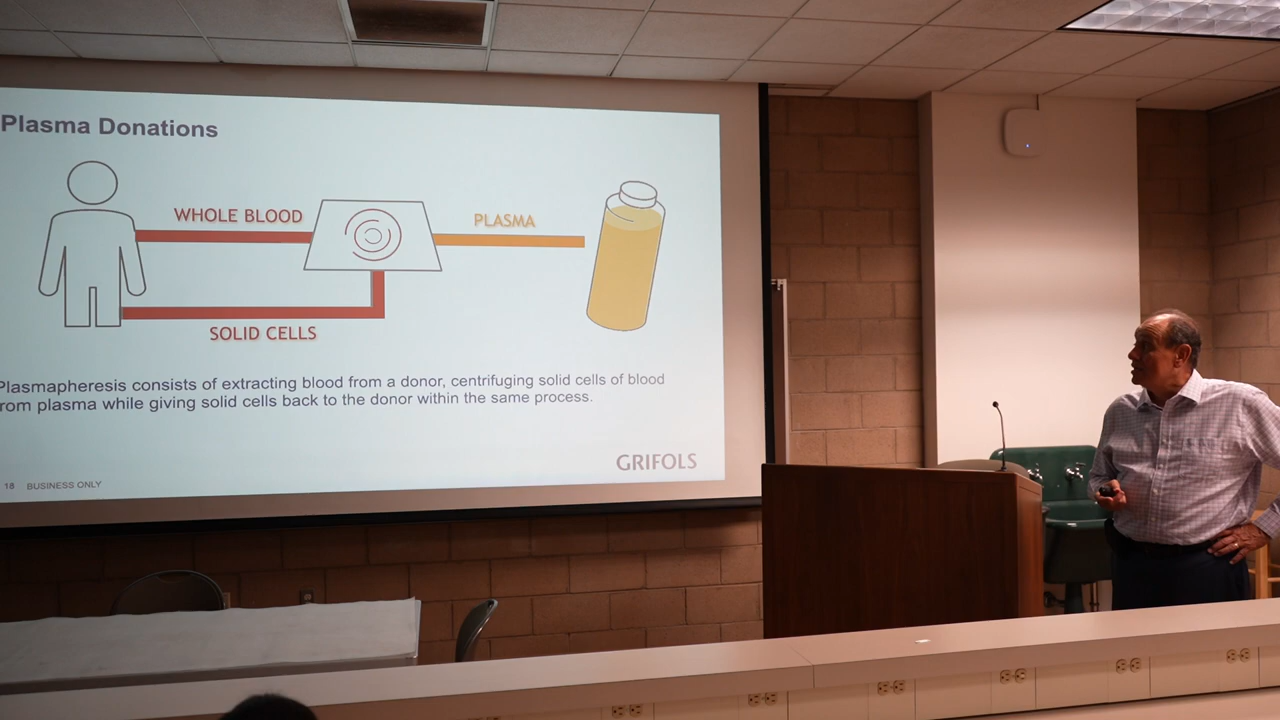 Plasma Donations
WHOLE BLOOD
PLASMA
SOLID CELLS
Plasmapheresis consists of extracting blood from a donor, centrifuging solid cells of blood
from plasma while giving solid cells back to the donor within the same process.
GRIFOLS
18 BUSINESS ONLY